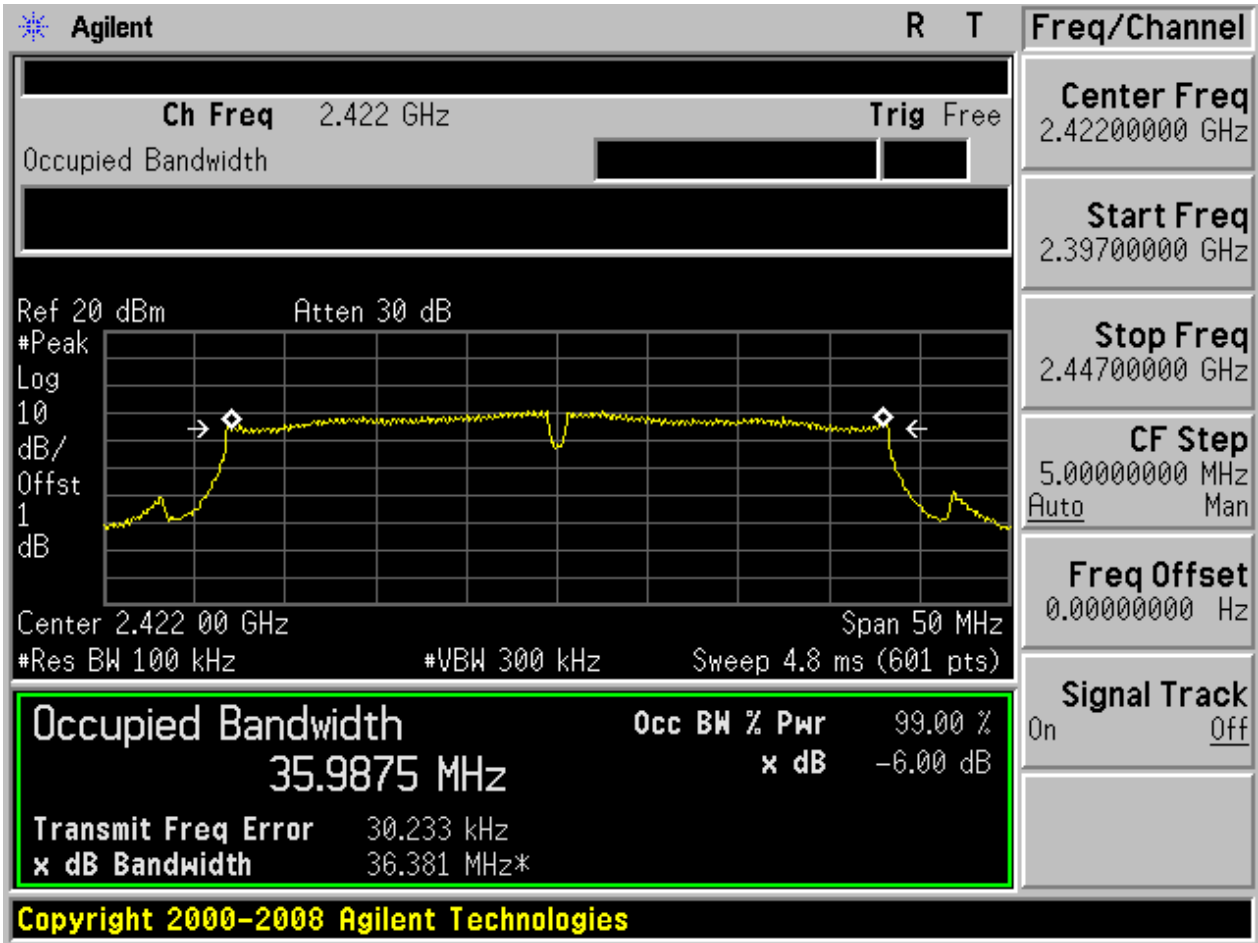 Agilent R T
Ch Freq 2.422 GHz Trig Free
Occupied Bandwidth
Ref 20 dBm Atten 30 dB
#Peak
Log
10
dB/
Offst
1
dB
Center 2.422 00 GHz Span 50 MHz
#Res BW 100 kHz #VBW 300 kHz Sweep 4.8 ms (601 pts)
Occupied Bandwidth Occ BW % Pwr 99.00 %
35.9875 MHz x dB -6.00 dB
Transmit Freq Error 30.233 kHz
x dB Bandwidth 36.381 MHz*
Copyright 2000-2008 Agilent Technologies
Freq/Channel
Center Freq
2.42200000 GHz
Start Freq
2.39700000 GHz
Stop Freq
2.44700000 GHz
CF Step
5.00000000 MHz
Auto Man
Freq Offset
0.00000000 Hz
Signal Track
On Off